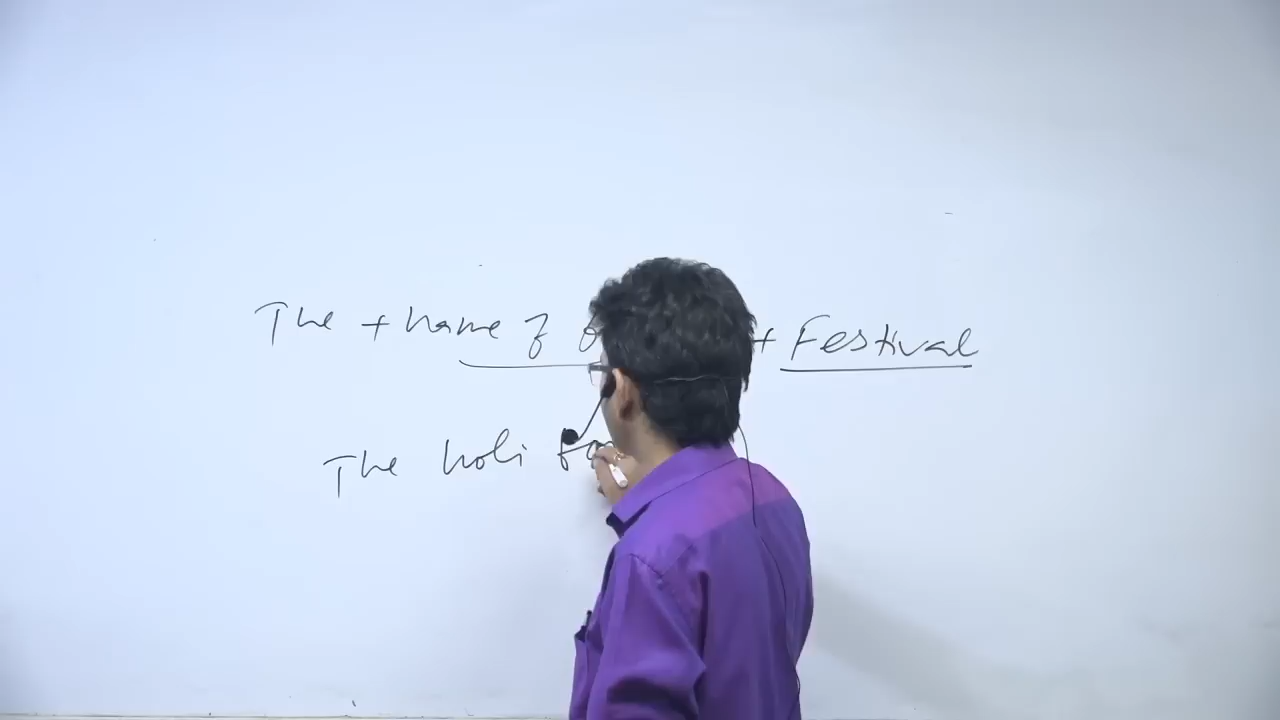 The + name of + Festival
The holi